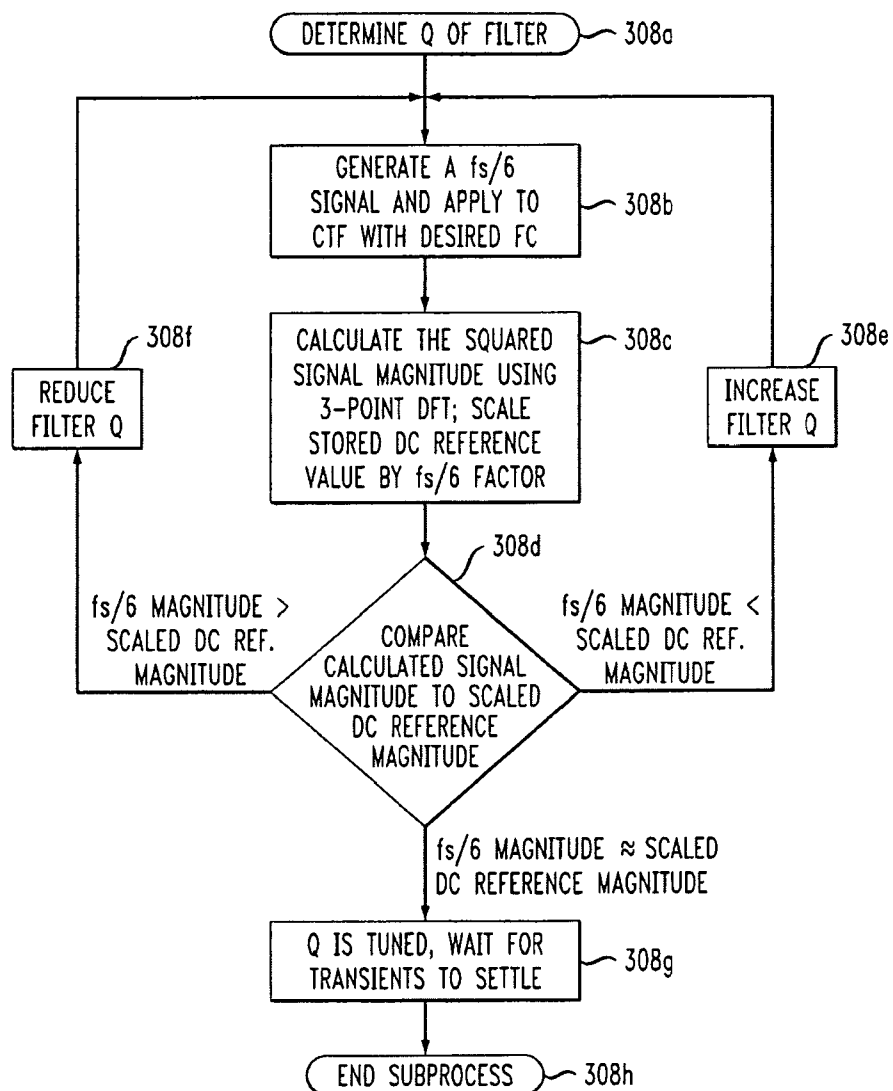 DETERMINE Q OF FILTER
308a
GENERATE A fs/6
SIGNAL AND APPLY TO
CTF WITH DESIRED FC
308b
CALCULATE THE SQUARED
SIGNAL MAGNITUDE USING
3-POINT DFT; SCALE
STORED DC REFERENCE
VALUE BY fs/6 FACTOR
308c
308f
REDUCE
FILTER Q
308e
INCREASE
FILTER Q
308d
COMPARE
CALCULATED SIGNAL
MAGNITUDE TO SCALED
DC REFERENCE
MAGNITUDE
fs/6 MAGNITUDE >
SCALED DC REF.
MAGNITUDE
fs/6 MAGNITUDE <
SCALED DC REF.
MAGNITUDE
fs/6 MAGNITUDE ≈ SCALED
DC REFERENCE MAGNITUDE
Q IS TUNED, WAIT FOR
TRANSIENTS TO SETTLE
308g
END SUBPROCESS
308h